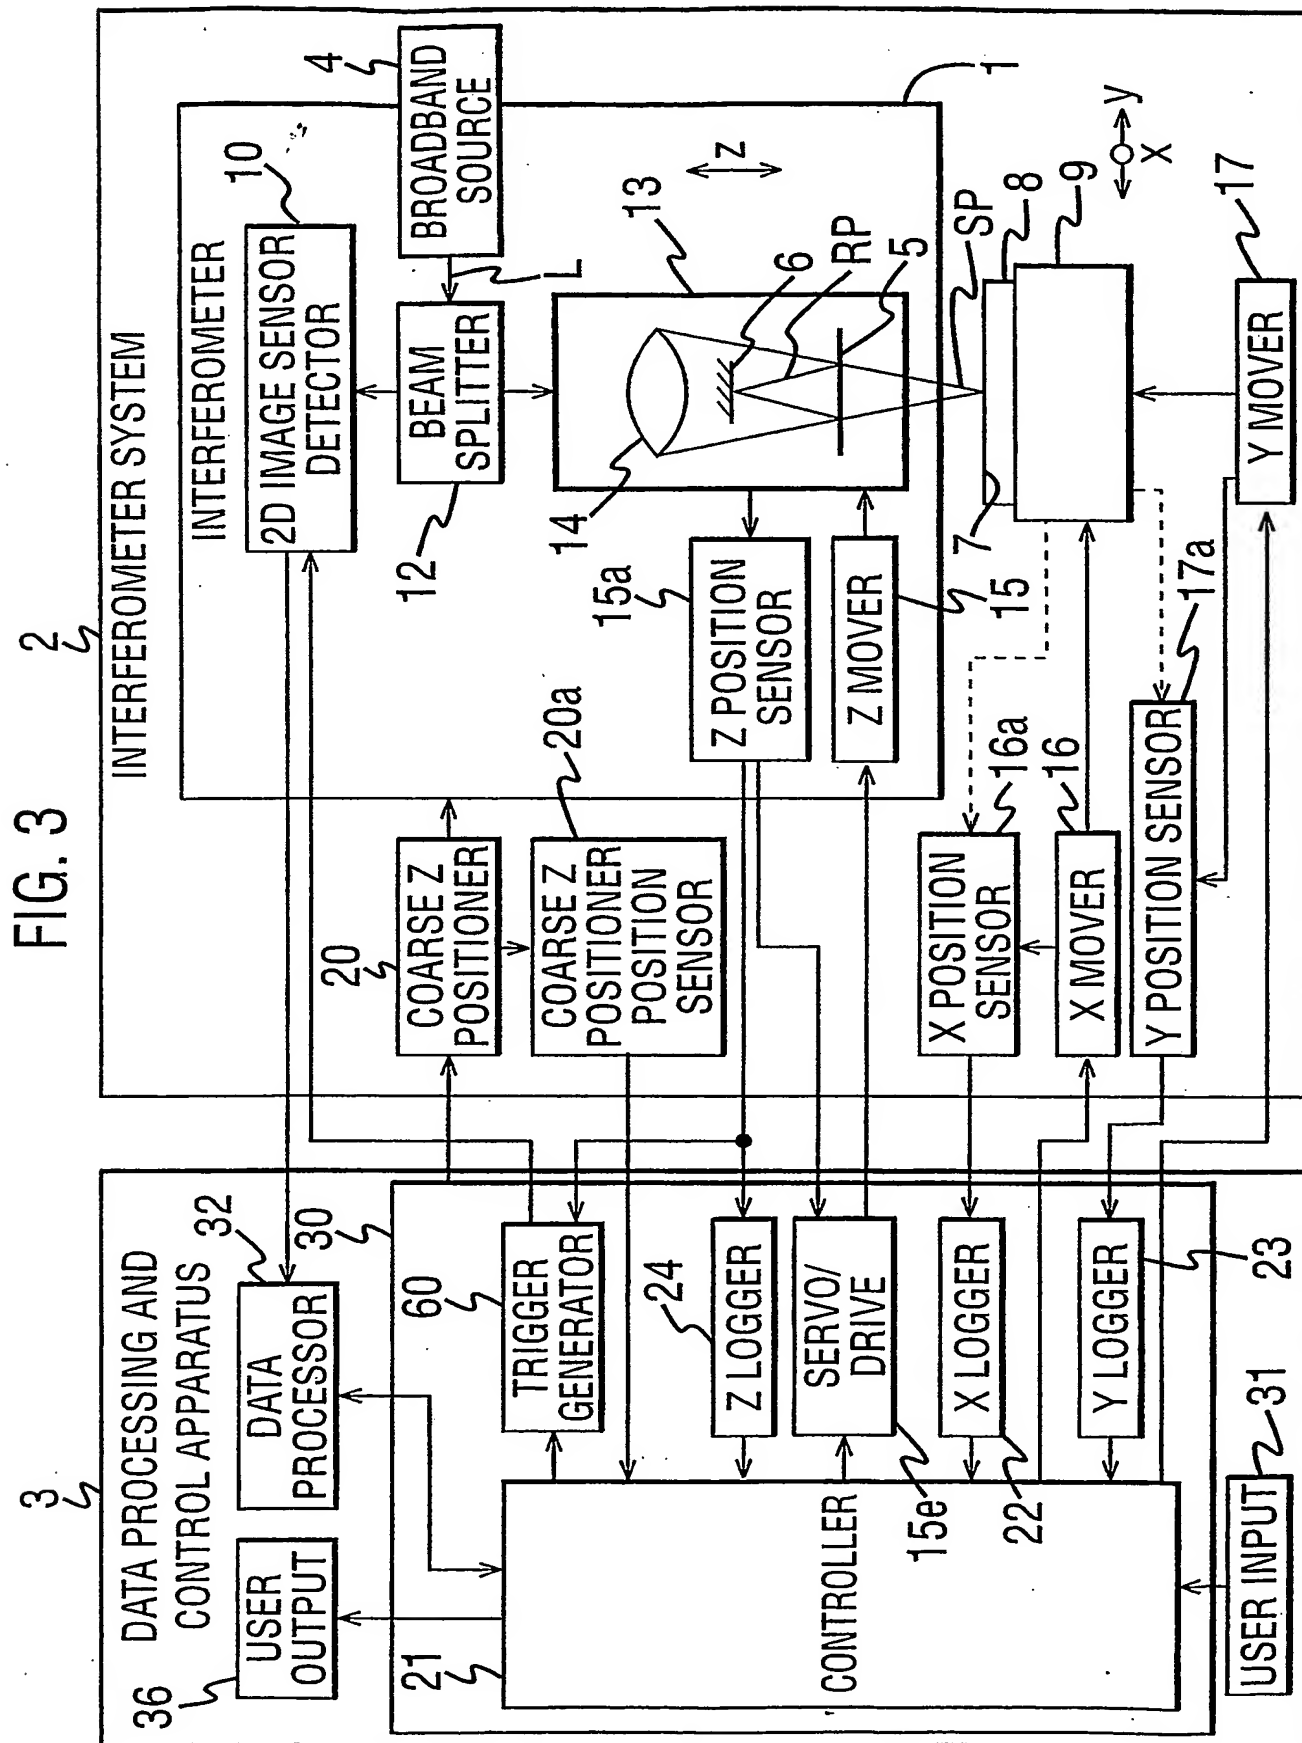 FIG. 3
2
INTERFEROMETER SYSTEM
INTERFEROMETER
10
2D IMAGE SENSOR
DETECTOR
4
BROADBAND
SOURCE
L
BEAM
SPLITTER
12
13
z
14
6
RP
5
SP
1
15a
Z POSITION
SENSOR
Z MOVER
15
7
8
9
y
x
Y MOVER
17
20
COARSE Z
POSITIONER
20a
COARSE Z
POSITIONER
POSITION
SENSOR
X POSITION
SENSOR
16a
X MOVER
16
Y POSITION SENSOR
17a
3
DATA PROCESSING AND
CONTROL APPARATUS
36
USER
OUTPUT
32
DATA
PROCESSOR
30
60
TRIGGER
GENERATOR
24
Z LOGGER
SERVO/
DRIVE
15e
X LOGGER
22
Y LOGGER
23
21
CONTROLLER
USER INPUT
31